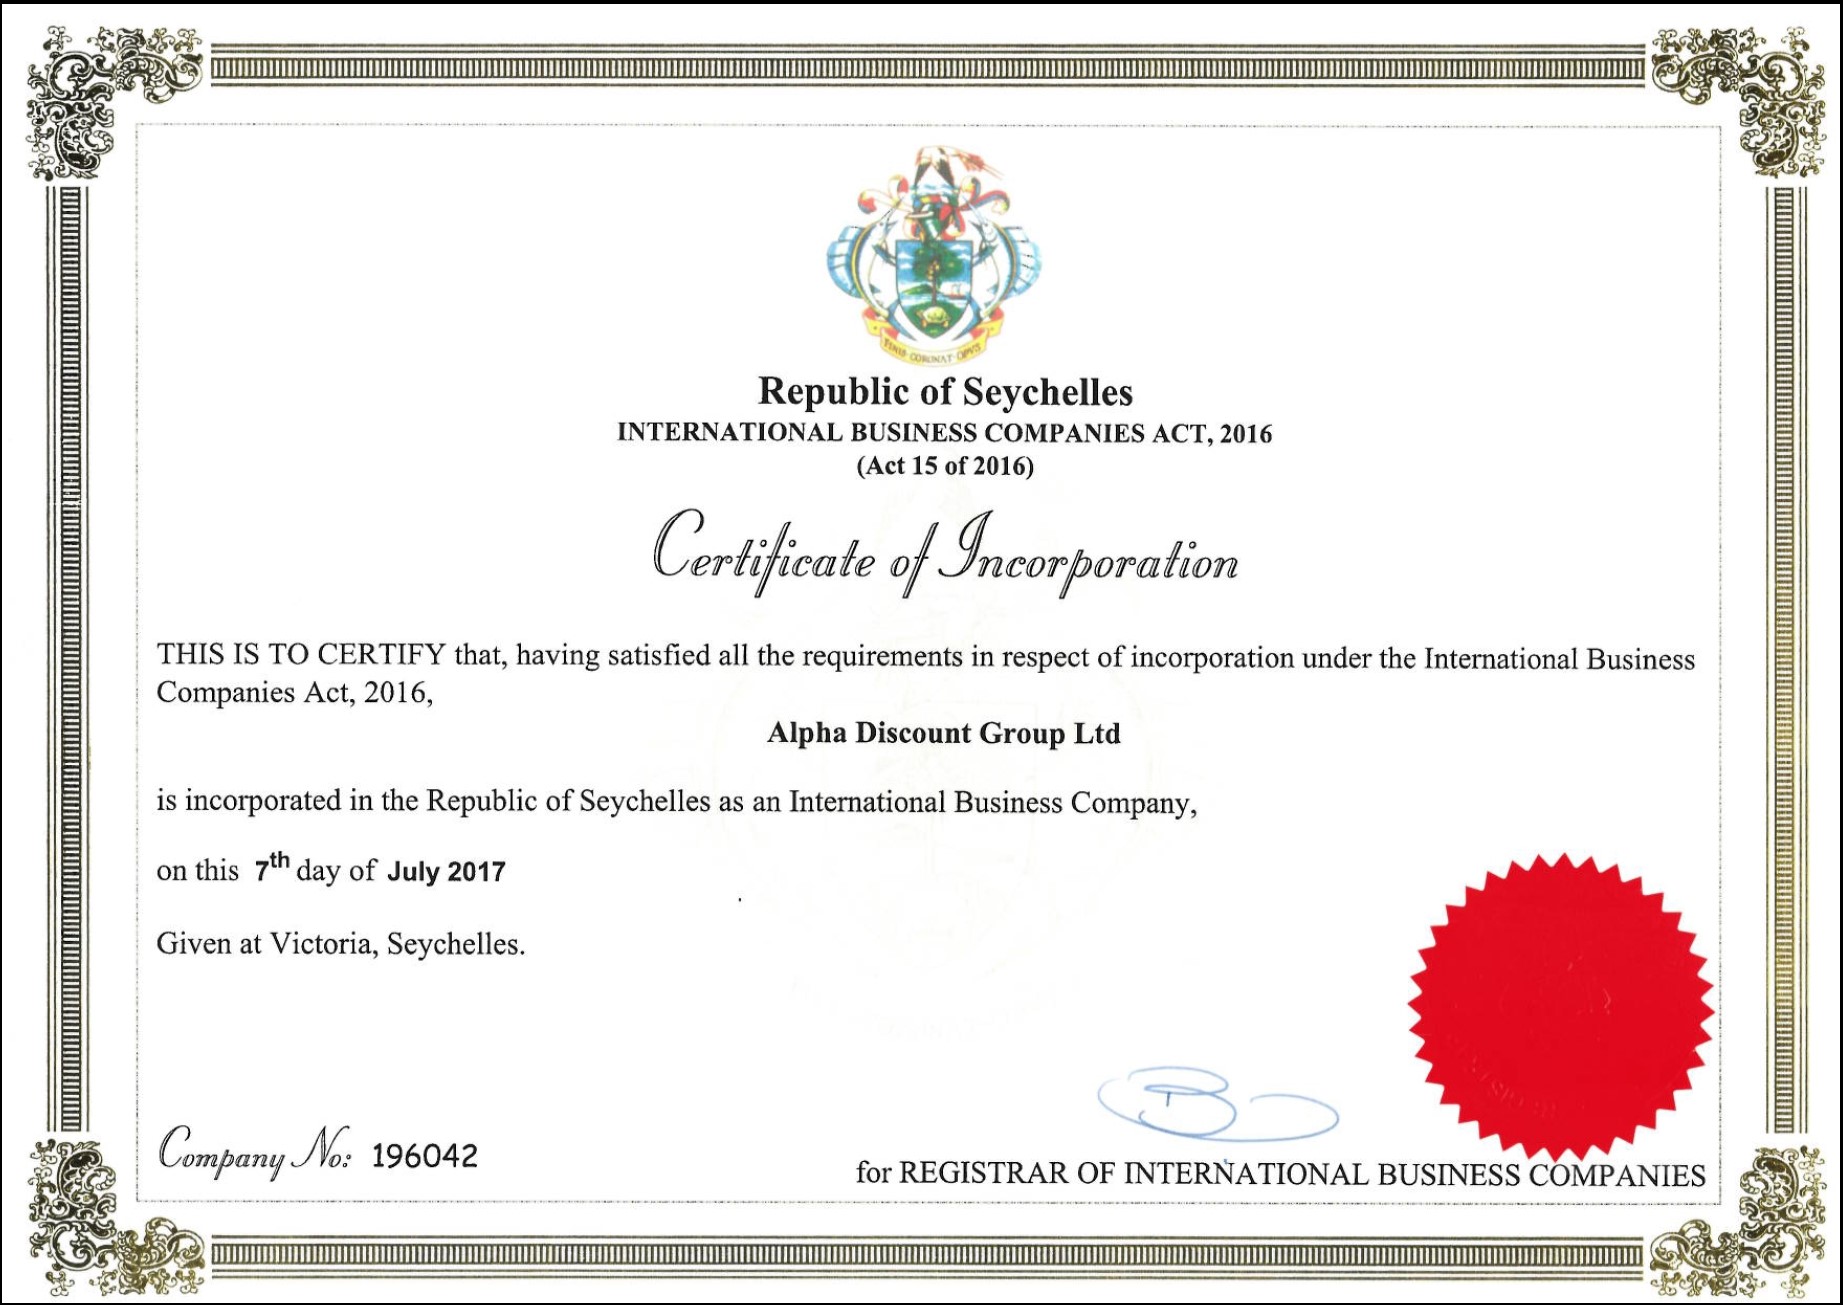 FINIS CORONAT OPVS
Republic of Seychelles
INTERNATIONAL BUSINESS COMPANIES ACT, 2016
(Act 15 of 2016)
Certificate of Incorporation
THIS IS TO CERTIFY that, having satisfied all the requirements in respect of incorporation under the International Business
Companies Act, 2016,
Alpha Discount Group Ltd
is incorporated in the Republic of Seychelles as an International Business Company,
on this 7th day of July 2017
Given at Victoria, Seychelles.
Company No: 196042
for REGISTRAR OF INTERNATIONAL BUSINESS COMPANIES